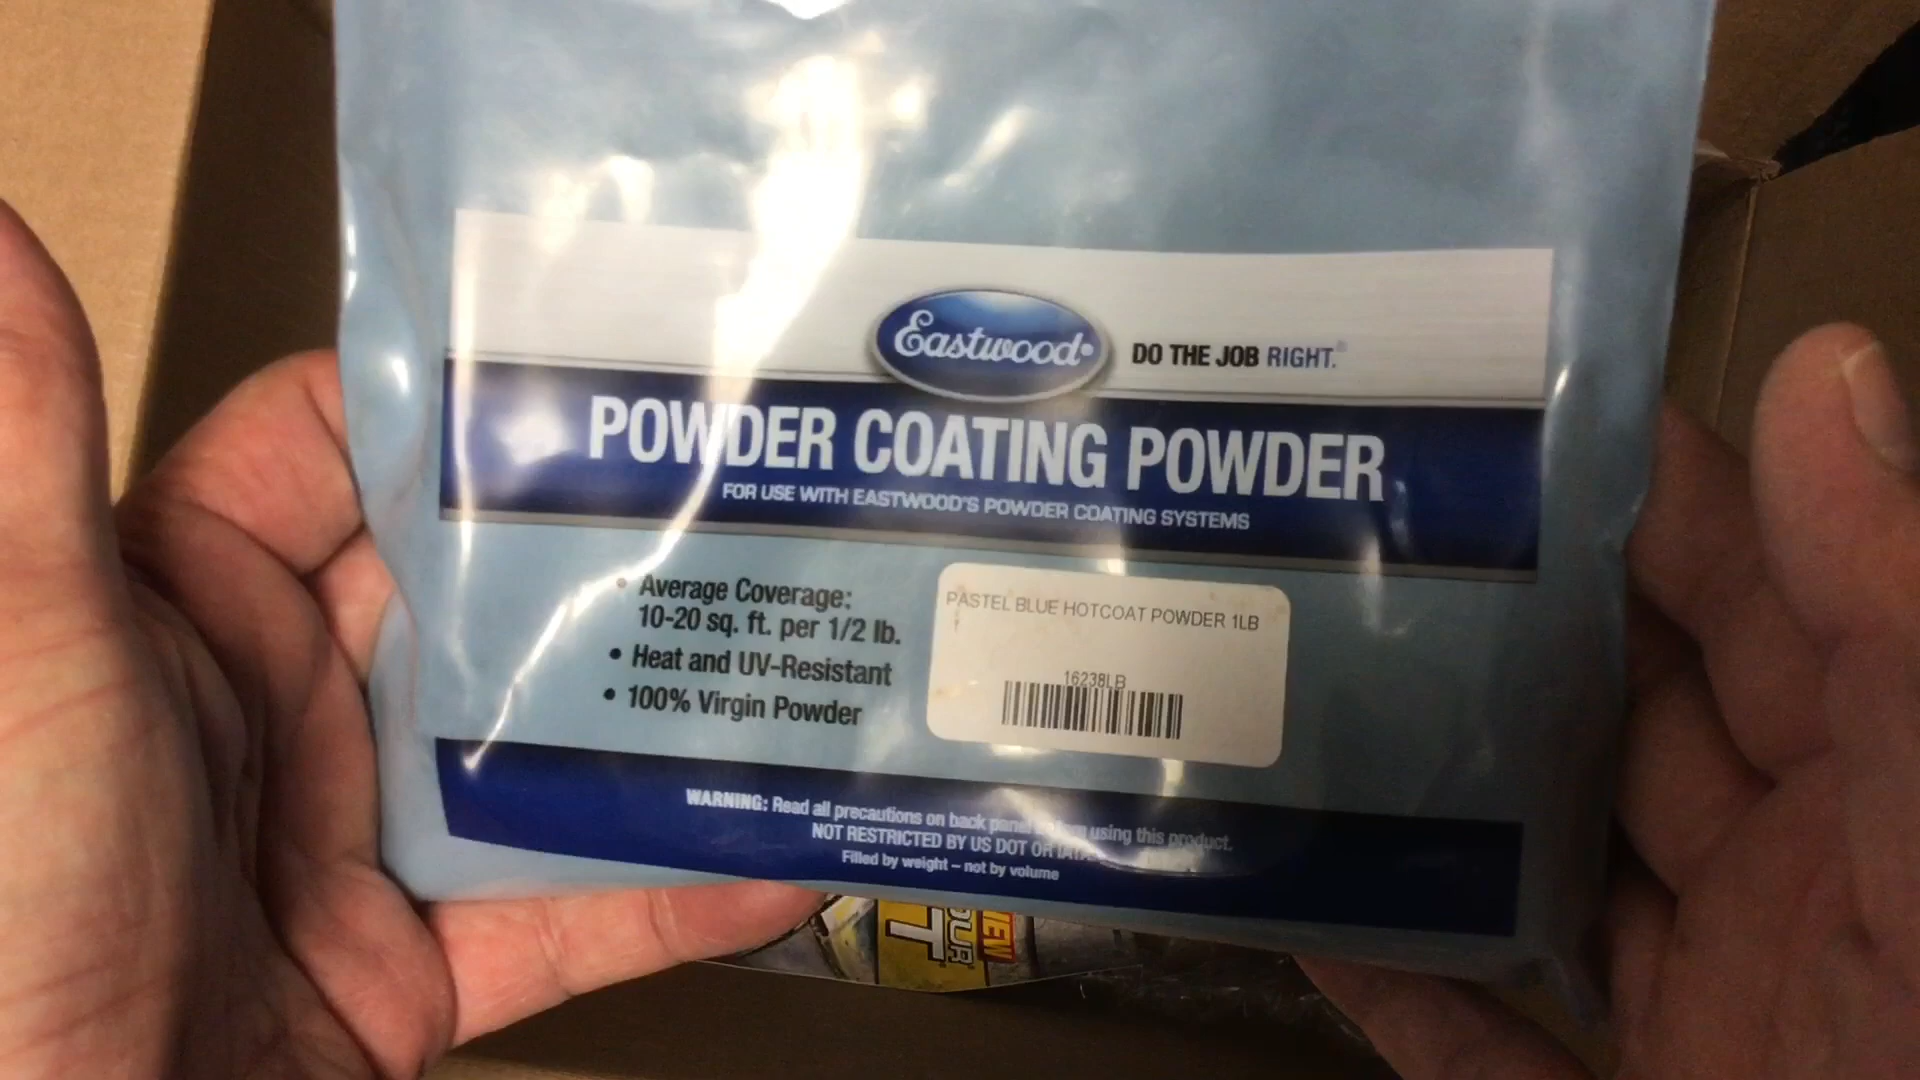 Eastwood®
DO THE JOB RIGHT.®
POWDER COATING POWDER
FOR USE WITH EASTWOOD'S POWDER COATING SYSTEMS
• Average Coverage:
10-20 sq. ft. per 1/2 lb.
• Heat and UV-Resistant
• 100% Virgin Powder
PASTEL BLUE HOTCOAT POWDER 1LB
16238LB
WARNING: Read all precautions on back panel using this product.
NOT RESTRICTED BY US DOT OR
Filled by weight – not by volume